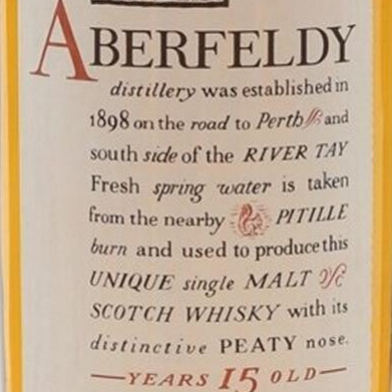 ABERFELDY
distillery was established in
1898 on the road to Perth and
south side of the RIVER TAY
Fresh spring water is taken
from the nearby PITILLE
burn and used to produce this
UNIQUE single MALT
SCOTCH WHISKY with its
distinctive PEATY nose.
YEARS 15 OLD